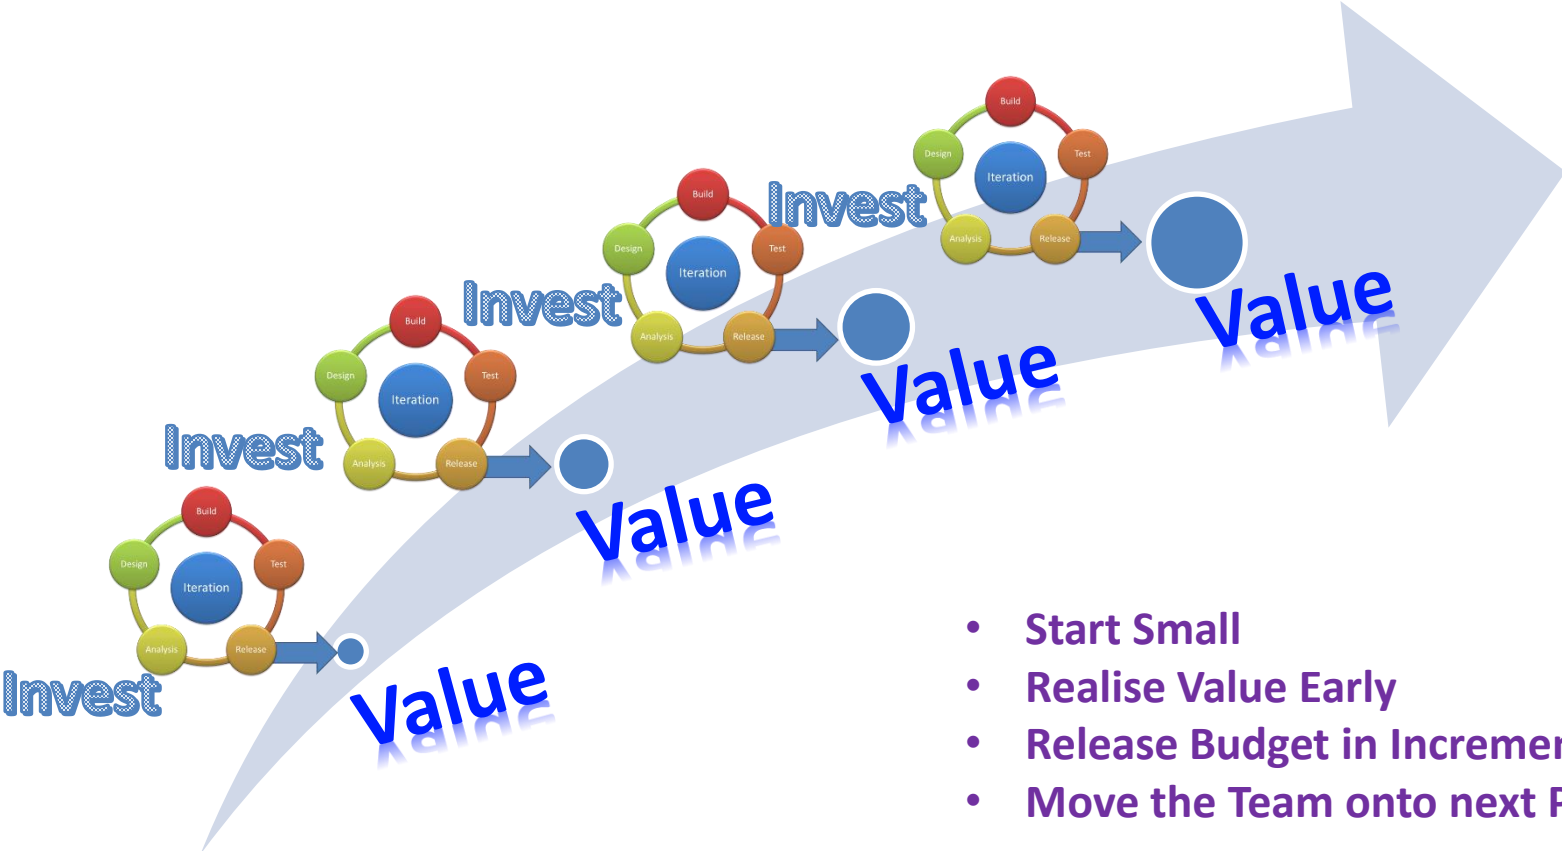 Build
Design
Test
Iteration
Analysis
Release
Invest
Value
Build
Design
Test
Iteration
Analysis
Release
Invest
Value
Build
Design
Test
Iteration
Analysis
Release
Invest
Value
Build
Design
Test
Iteration
Analysis
Release
Invest
Value
• Start Small
• Realise Value Early
• Release Budget in
• Move the Team onto next